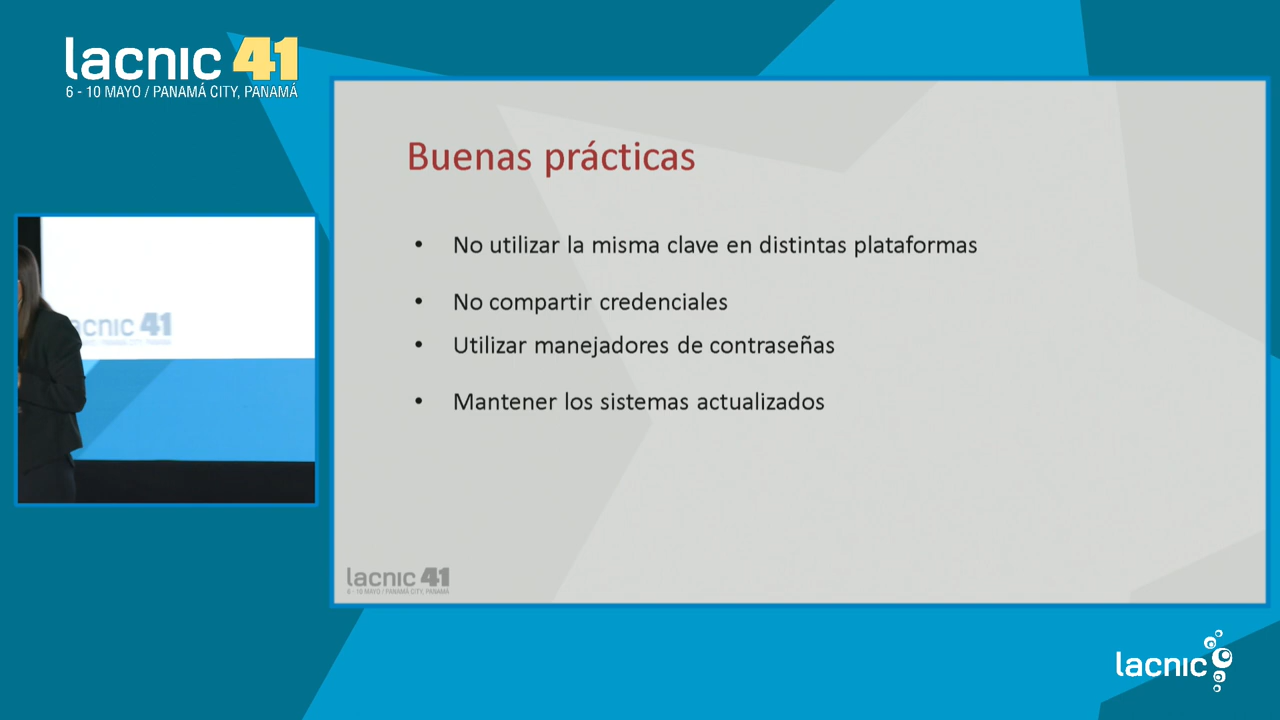 lacnic 41
6 - 10 MAYO / PANAMÁ CITY, PANAMÁ
Buenas prácticas
• No utilizar la misma clave en distintas plataformas
• No compartir credenciales
• Utilizar manejadores de contraseñas
• Mantener los sistemas actualizados
acnic 41
lacnic 41
6 - 10 MAYO / PANAMÁ CITY, PANAMÁ
lacnic